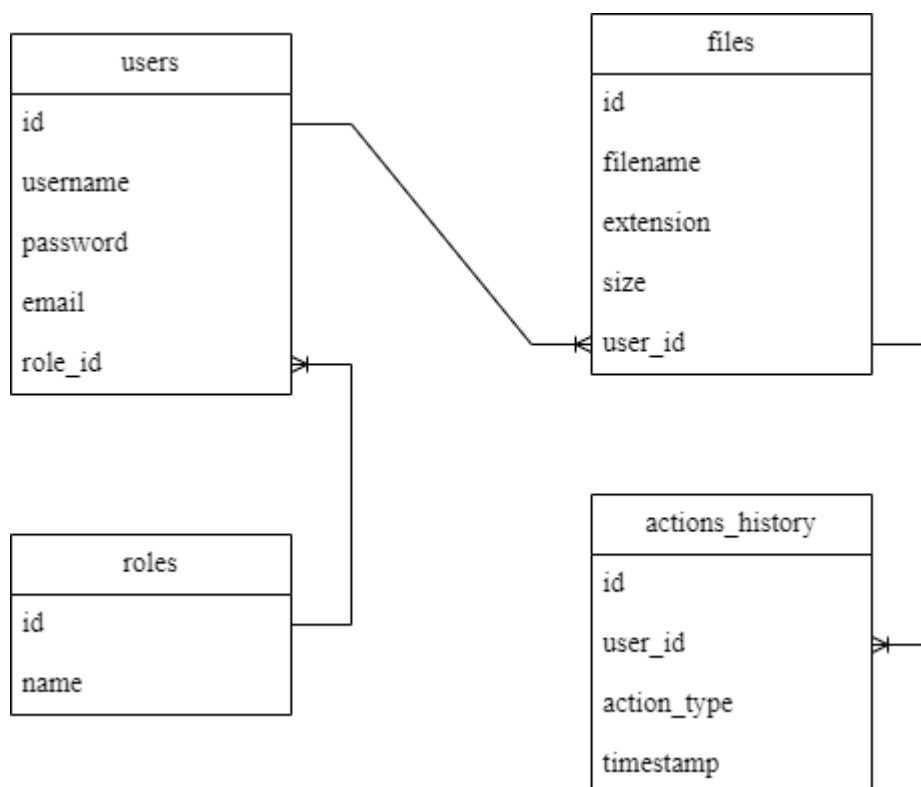 users
id
username
password
email
role_id
files
id
filename
extension
size
user_id
roles
id
name
actions_history
id
user_id
action_type
timestamp